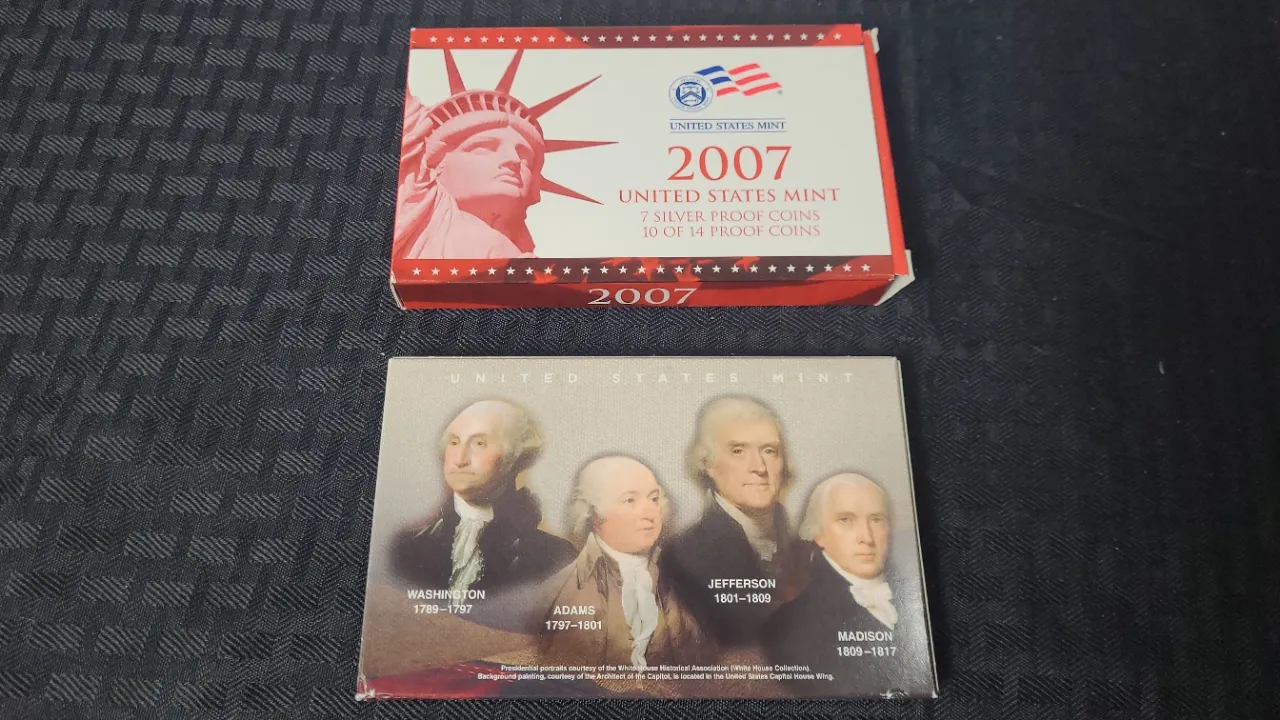 UNITED STATES MINT
2007
UNITED STATES MINT
7 SILVER PROOF COINS
10 OF 14 PROOF COINS
2007
UNITED STATES MINT
WASHINGTON
1789–1797
ADAMS
1797–1801
JEFFERSON
1801–1809
MADISON
1809–1817
Presidential portraits courtesy of the White House Historical Association (White House Collection).
Background painting, courtesy of the Architect of the Capitol, is located in the United States Capitol House Wing.